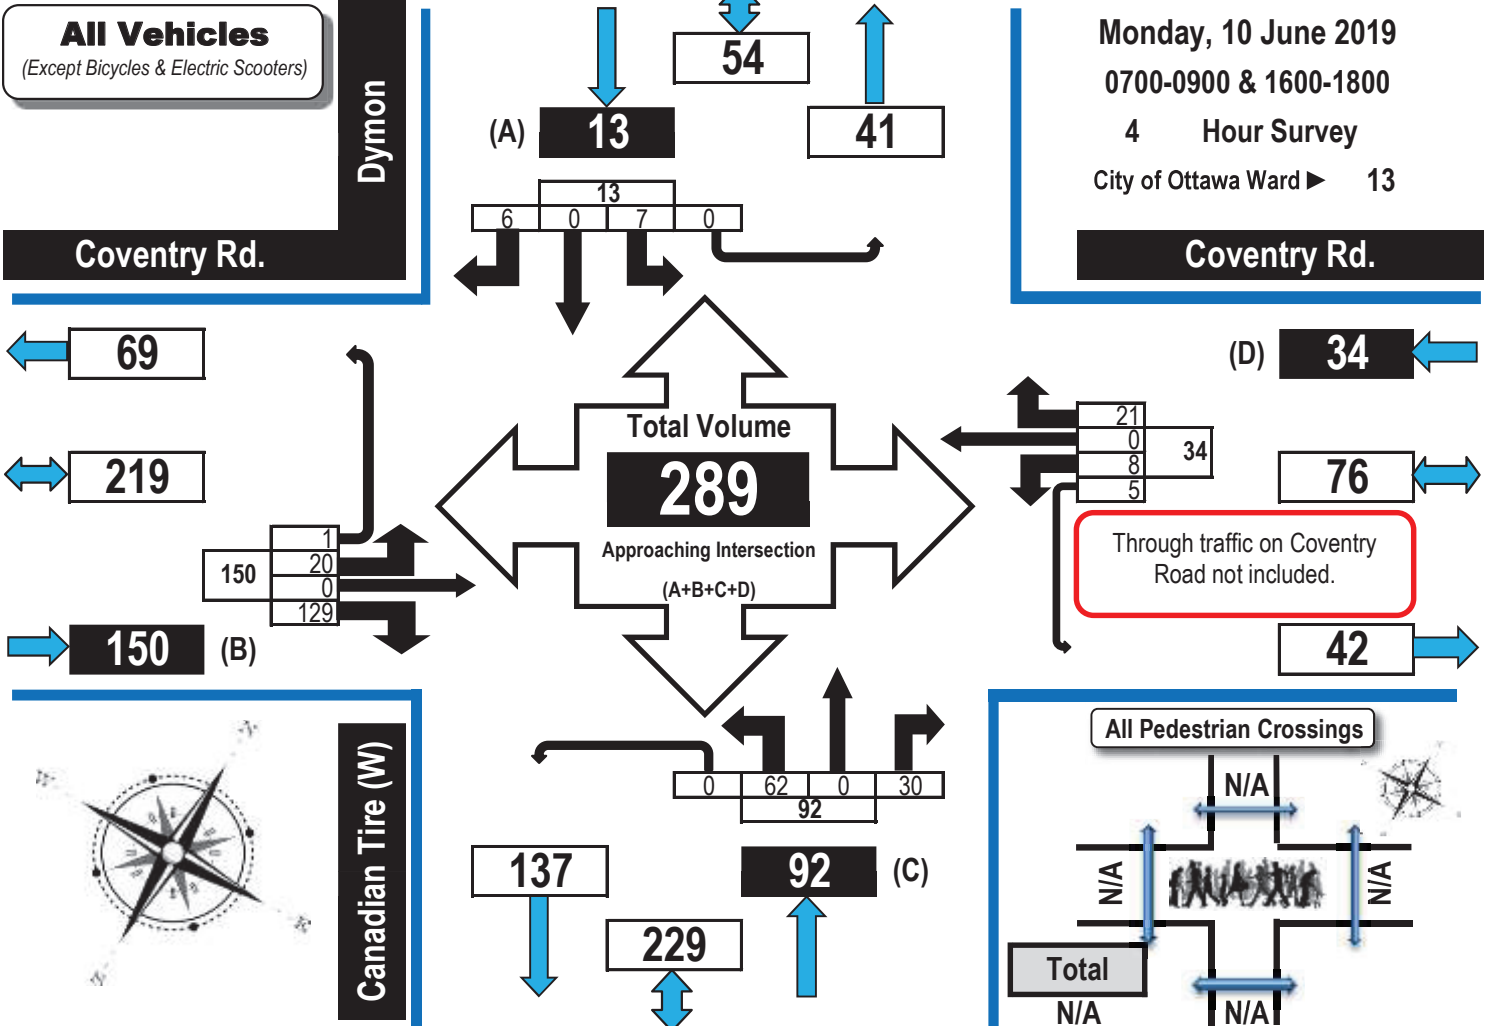 All Vehicles
(Except Bicycles & Electric Scooters)
Dymon
Coventry Rd.
54
(A) 13
41
13
6 0 7 0
Monday, 10 June 2019
0700-0900 & 1600-1800
4 Hour Survey
City of Ottawa Ward ► 13
Coventry Rd.
69
219
1
20
0
129
150
150 (B)
Total Volume
289
Approaching Intersection
(A+B+C+D)
(D) 34
21
0
8
5
34
76
Through traffic on Coventry
Road not included.
42
Canadian Tire (W)
0 62 0 30
92
137
92 (C)
229
All Pedestrian Crossings
N/A
N/A
N/A
Total
N/A
N/A